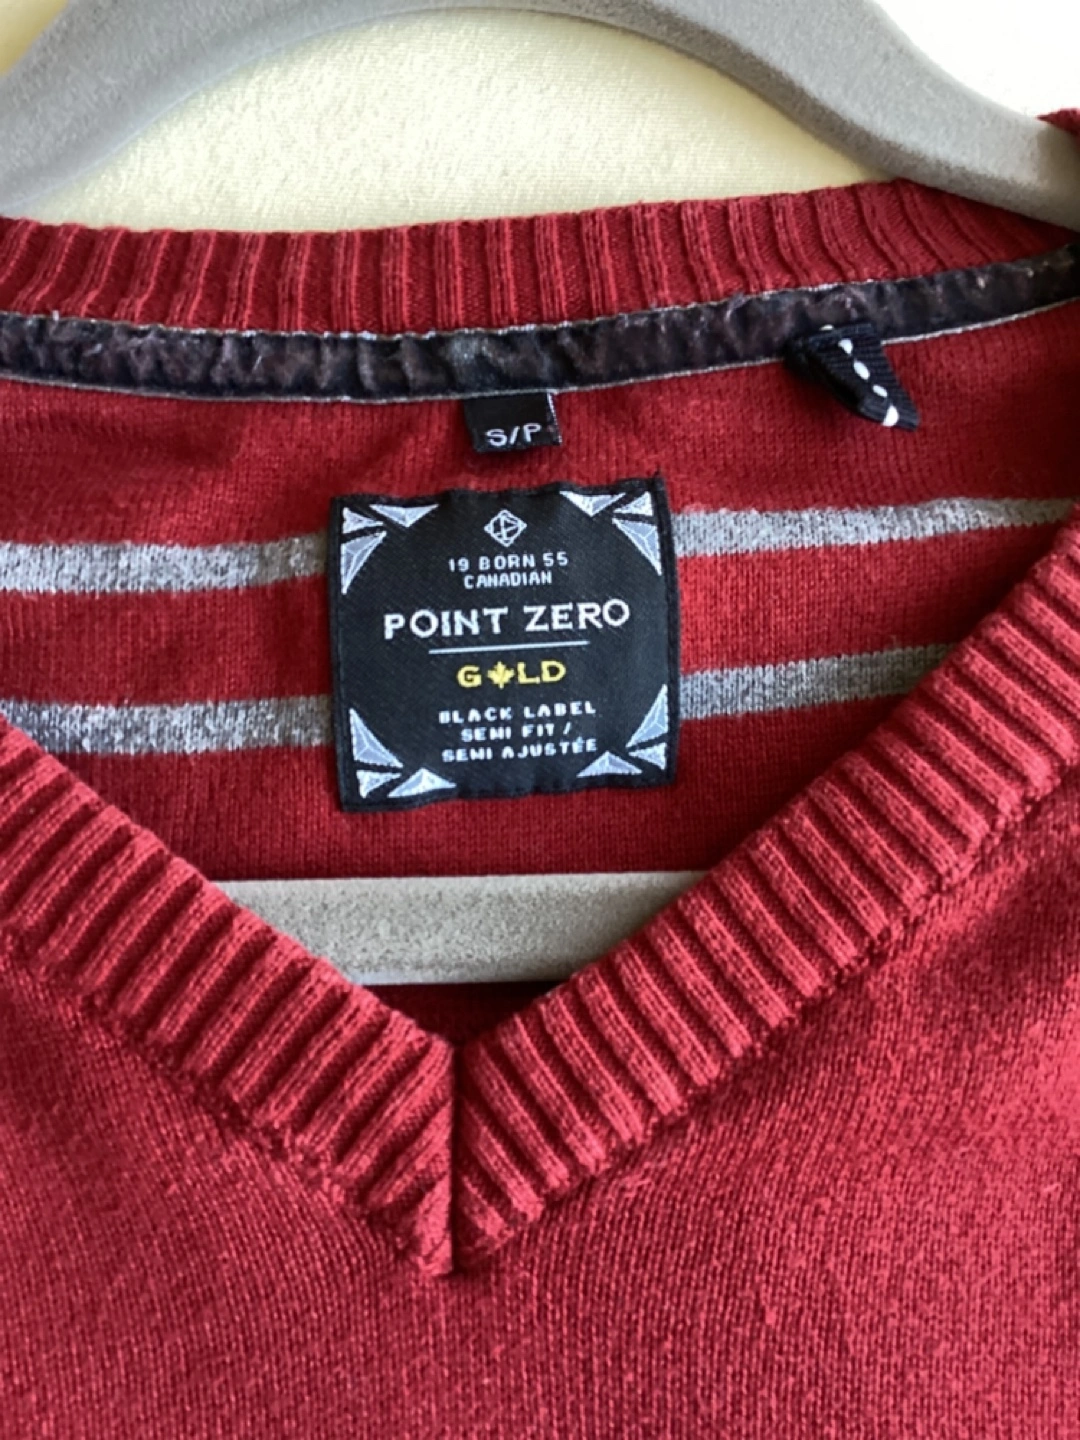 S/P
19 BORN 55
CANADIAN
POINT ZERO
G LD
BLACK LABEL
SEMI FIT /
SEMI AJUSTÉE